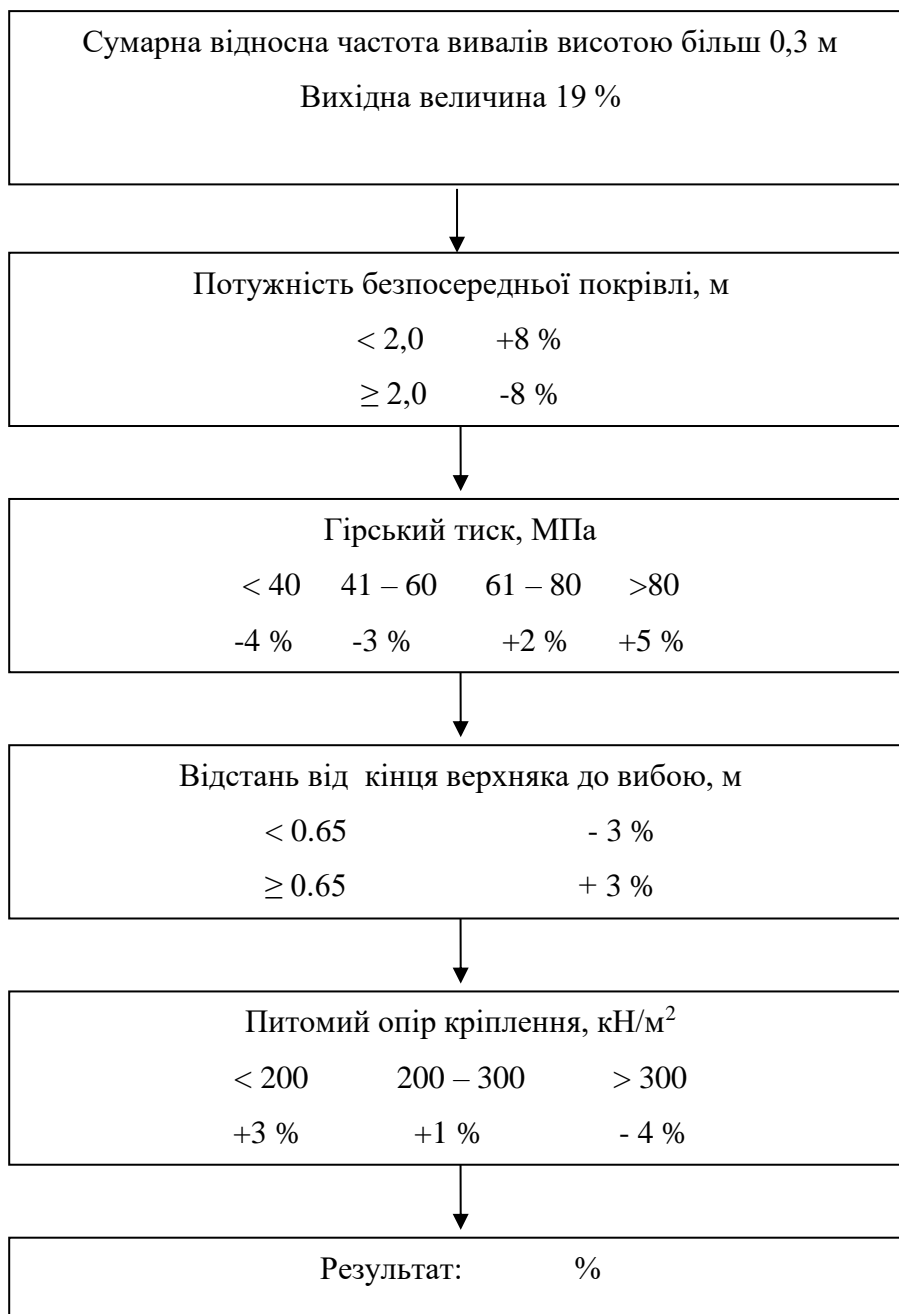 Сумарна відносна частота вивалів висотою більш 0,3 м
Вихідна величина 19 %
Потужність безпосередньої покрівлі, м
< 2,0 +8 %
≥ 2,0 -8 %
Гірський тиск, МПа
< 40 41 – 60 61 – 80 >80
-4 % -3 % +2 % +5 %
Відстань від кінця верхняка до вибою, м
< 0.65 - 3 %
≥ 0.65 + 3 %
Питомий опір кріплення, кН/м²
< 200 200 – 300 > 300
+3 % +1 % - 4 %
Результат: %